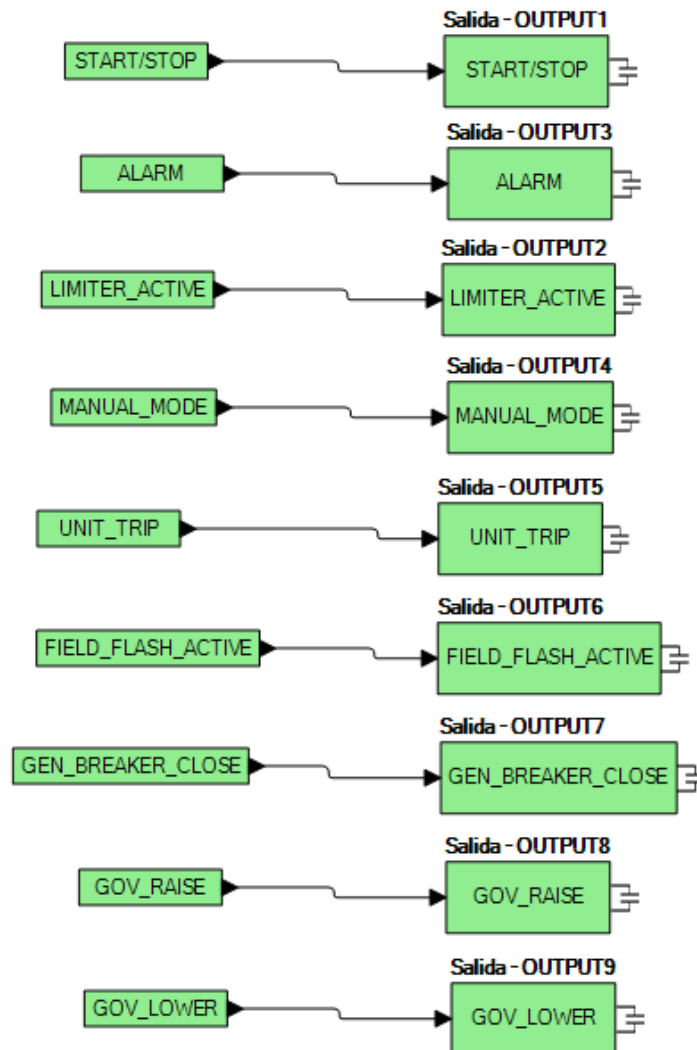 Salida - OUTPUT1
START/STOP
START/STOP
Salida - OUTPUT3
ALARM
ALARM
Salida - OUTPUT2
LIMITER_ACTIVE
LIMITER_ACTIVE
Salida - OUTPUT4
MANUAL_MODE
MANUAL_MODE
Salida - OUTPUT5
UNIT_TRIP
UNIT_TRIP
Salida - OUTPUT6
FIELD_FLASH_ACTIVE
FIELD_FLASH_ACTIVE
Salida - OUTPUT7
GEN_BREAKER_CLOSE
GEN_BREAKER_CLOSE
Salida - OUTPUT8
GOV_RAISE
GOV_RAISE
Salida - OUTPUT9
GOV_LOWER
GOV_LOWER